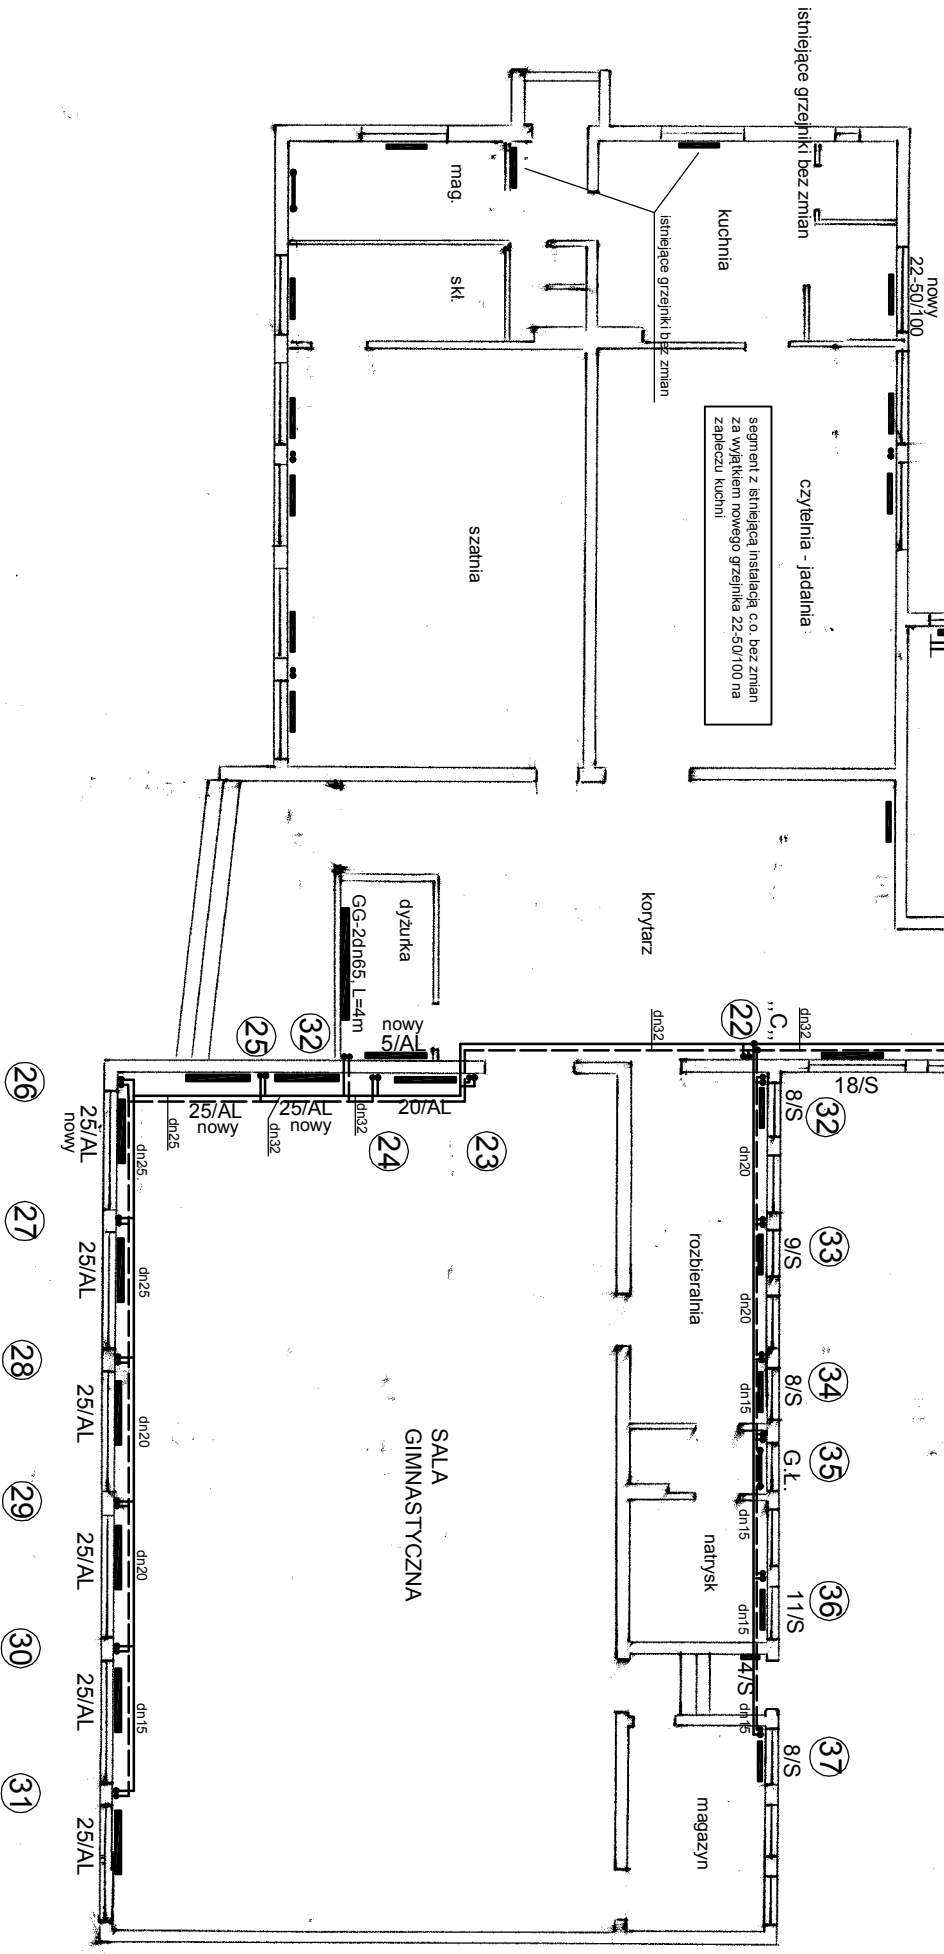 istniejące grzejniki bez zmian
nowy
22-50/100
mag.
kuchnia
istniejące grzejniki bez zmian
skł.
segment z istniejącą instalacją c.o. bez zmian
za wyjątkiem nowego grzejnika 22-50/100 na
zapleczu kuchni
czytelnia - jadalnia
szatnia
korytarz
dyżurka
GG-2dn65, L=4m
nowy
5/AL
dn32
22
„C„
dn32
18/S
25
32
26
25/AL
nowy
dn25
dn25
25/AL
nowy
dn32
25/AL
nowy
dn32
24
20/AL
23
8/S
32
dn20
27
25/AL
dn25
rozbieralnia
9/S
33
dn20
28
25/AL
dn20
8/S
34
dn15
SALA
GIMNASTYCZNA
G.Ł.
35
dn15
29
25/AL
dn20
natrysk
11/S
36
dn15
30
25/AL
dn15
4/S
dn15
8/S
37
magazyn
31
25/AL